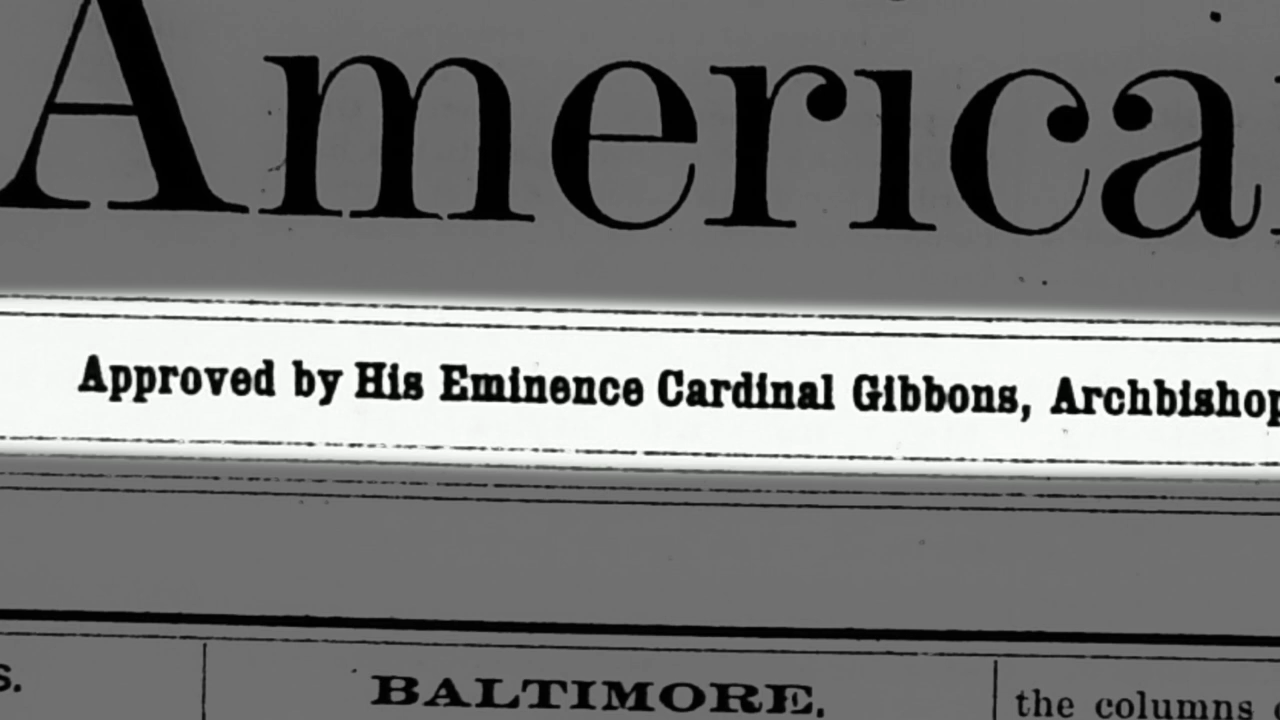 America
Approved by His Eminence Cardinal Gibbons, Archbishop
s.
BALTIMORE.
the columns